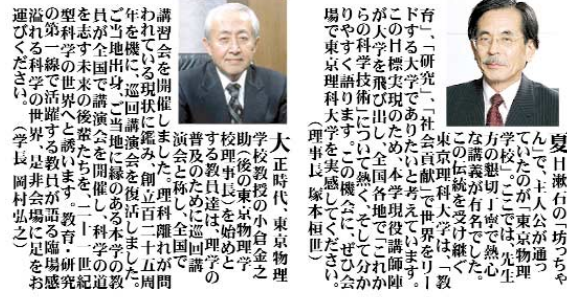 夏目漱石の「坊っちゃ
ん」で、主人公が通っ
ていたのが「東京物理
学校」。ここでは、先生
方の懇切丁寧で熱心
な講義が有名でした。
この伝統を受け継ぐ
東京理科大学は、「教
育」、「研究」、「社会貢献」で世界をリー
ドする大学でありたいと考えています。
この目標実現のため、本学現役講師陣
が大学を飛び出し、全国各地で「これか
らの科学技術」について熱く、そして分か
りやすく語ります。この機会に、ぜひ会
場で東京理科大学を実感してください。
（理事長 塚本桓世）
大正時代、東京物理
学校教授の小倉金之
助（後の東京物理学
校理事長）を始めと
する教員達は、理学の
普及のために巡回講
演会と称し、全国で
講習会を開催しました。理科離れが問
われている現状に鑑み、創立百二十五周
年を機に、巡回講演会を復活しました。
ご当地出身、ご当地に縁のある本学の教
員が全国で講演会を開催し、科学の道
を志す未来の後輩たちを、二十一世紀
型科学の世界へと誘います。教育・研究
の第一線で活躍する教員が語る臨場感
溢れる科学の世界、是非会場に足をお
運びください。（学長 岡村弘之）